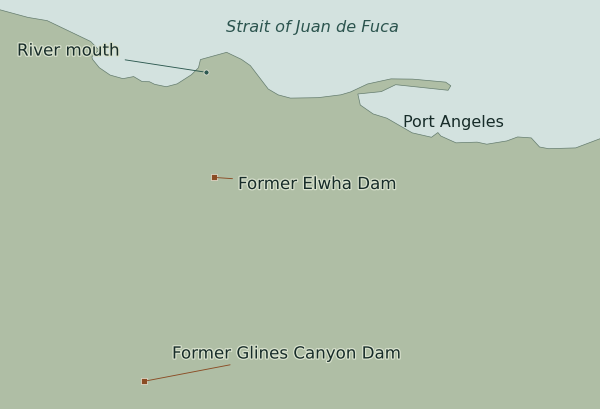 Strait of Juan de Fuca
River mouth
Port Angeles
Former Elwha Dam
Former Glines Canyon Dam